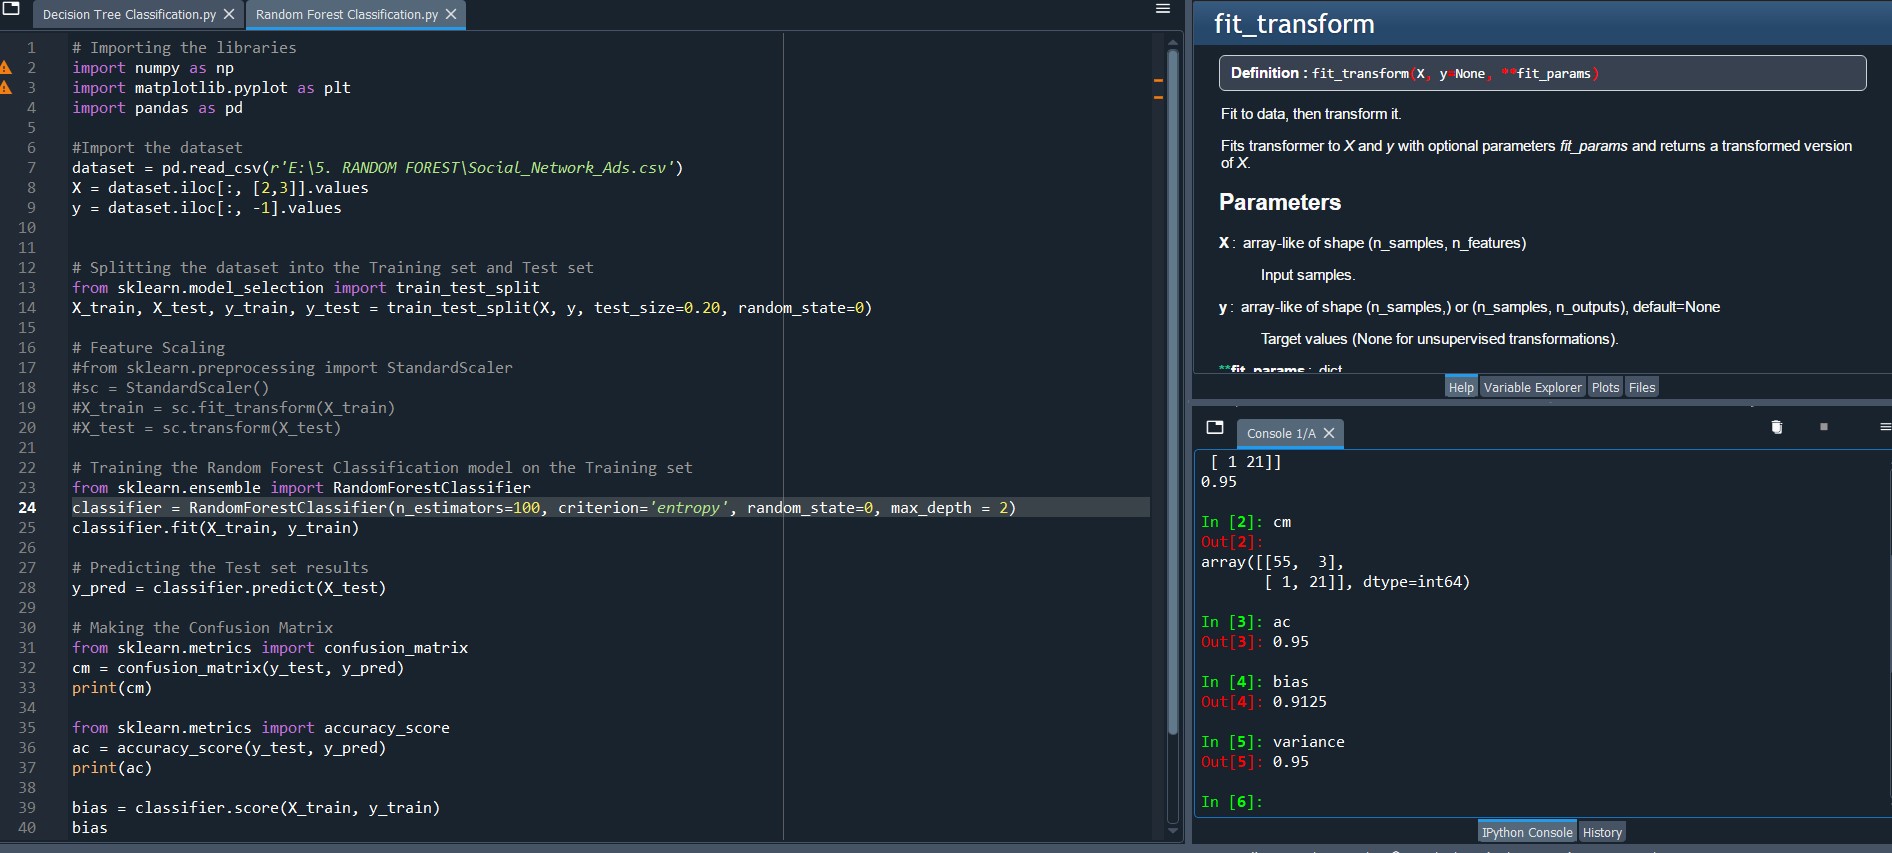 Decision Tree Classification.py
Random Forest Classification.py
1 # Importing the libraries
2 import numpy as np
3 import matplotlib.pyplot as plt
4 import pandas as pd
5
6 #Import the dataset
7 dataset = pd.read_csv(r'E:\5. RANDOM FOREST\Social_Network_Ads.csv')
8 X = dataset.iloc[:, [2,3]].values
9 y = dataset.iloc[:, -1].values
10
11
12 # Splitting the dataset into the Training set and Test set
13 from sklearn.model_selection import train_test_split
14 X_train, X_test, y_train, y_test = train_test_split(X, y, test_size=0.20, random_state=0)
15
16 # Feature Scaling
17 #from sklearn.preprocessing import StandardScaler
18 #sc = StandardScaler()
19 #X_train = sc.fit_transform(X_train)
20 #X_test = sc.transform(X_test)
21
22 # Training the Random Forest Classification model on the Training set
23 from sklearn.ensemble import RandomForestClassifier
24 classifier = RandomForestClassifier(n_estimators=100, criterion='entropy', random_state=0, max_depth = 2)
25 classifier.fit(X_train, y_train)
26
27 # Predicting the Test set results
28 y_pred = classifier.predict(X_test)
29
30 # Making the Confusion Matrix
31 from sklearn.metrics import confusion_matrix
32 cm = confusion_matrix(y_test, y_pred)
33 print(cm)
34
35 from sklearn.metrics import accuracy_score
36 ac = accuracy_score(y_test, y_pred)
37 print(ac)
38
39 bias = classifier.score(X_train, y_train)
40 bias
fit_transform
Definition : fit_transform(X, y=None, **fit_params)
Fit to data, then transform it.
Fits transformer to X and y with optional parameters fit_params and returns a transformed version
of X.
Parameters
X : array-like of shape (n_samples, n_features)
Input samples.
y : array-like of shape (n_samples,) or (n_samples, n_outputs), default=None
Target values (None for unsupervised transformations).
**fit_params : dict
Help Variable Explorer Plots Files
Console 1/A
[ 1 21]]
0.95
In [2]: cm
Out[2]:
array([[55,  3],
       [ 1, 21]], dtype=int64)
In [3]: ac
Out[3]: 0.95
In [4]: bias
Out[4]: 0.9125
In [5]: variance
Out[5]: 0.95
In [6]:
IPython Console History